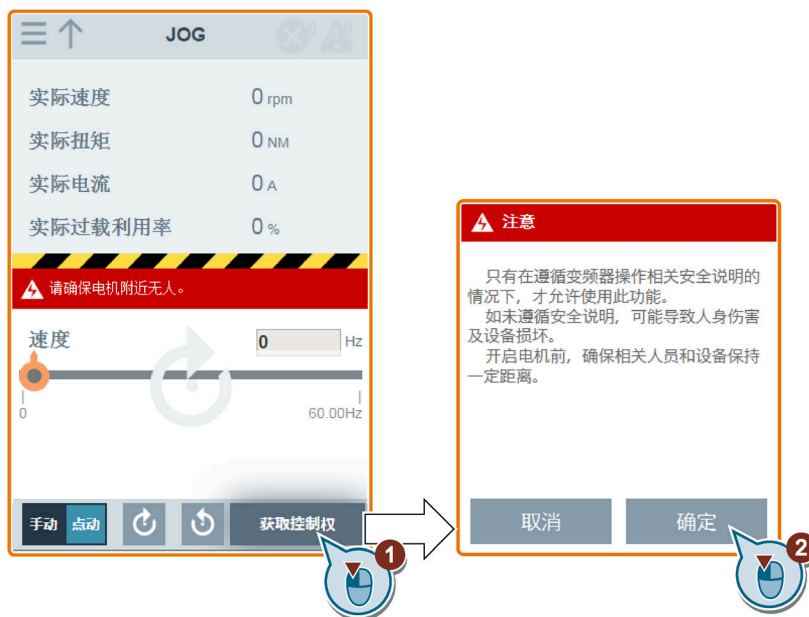 JOG
实际速度 0 rpm
实际扭矩 0 NM
实际电流 0 A
实际过载利用率 0 %
请确保电机附近无人。
速度 0 Hz
0 60.00Hz
手动 点动 获取控制权
1
注意
只有在遵循变频器操作相关安全说明的
情况下，才允许使用此功能。
如未遵循安全说明，可能导致人身伤害
及设备损坏。
开启电机前，确保相关人员和设备保持
一定距离。
取消 确定
2